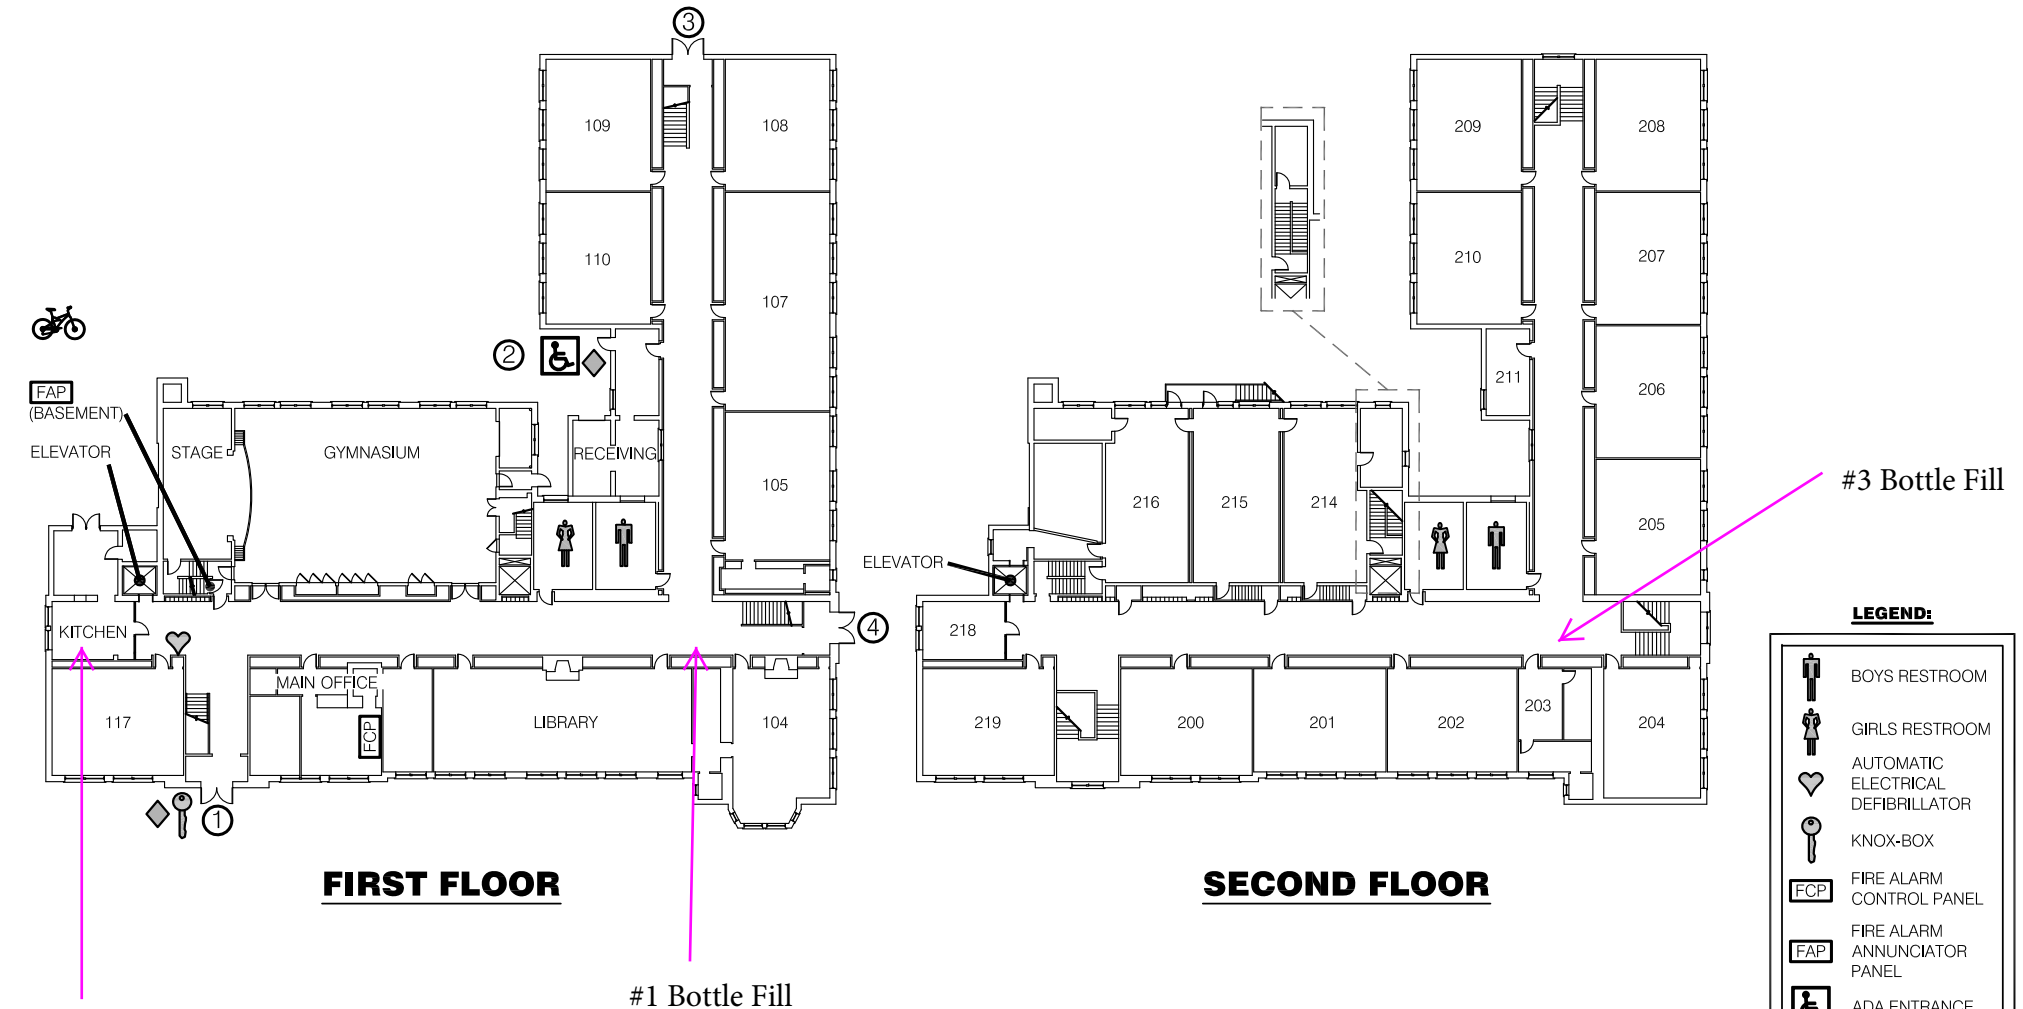 3
109
108
209
208
110
107
210
207
2
211
206
FAP
(BASEMENT)
ELEVATOR
STAGE
GYMNASIUM
RECEIVING
105
216
215
214
205
#3 Bottle Fill
ELEVATOR
KITCHEN
4
218
MAIN OFFICE
117
FCP
LIBRARY
104
219
200
201
202
203
204
1
FIRST FLOOR
SECOND FLOOR
#1 Bottle Fill
LEGEND:
BOYS RESTROOM
GIRLS RESTROOM
AUTOMATIC
ELECTRICAL
DEFIBRILLATOR
KNOX-BOX
FCP
FIRE ALARM
CONTROL PANEL
FAP
FIRE ALARM
ANNUNCIATOR
PANEL
ADA ENTRANCE